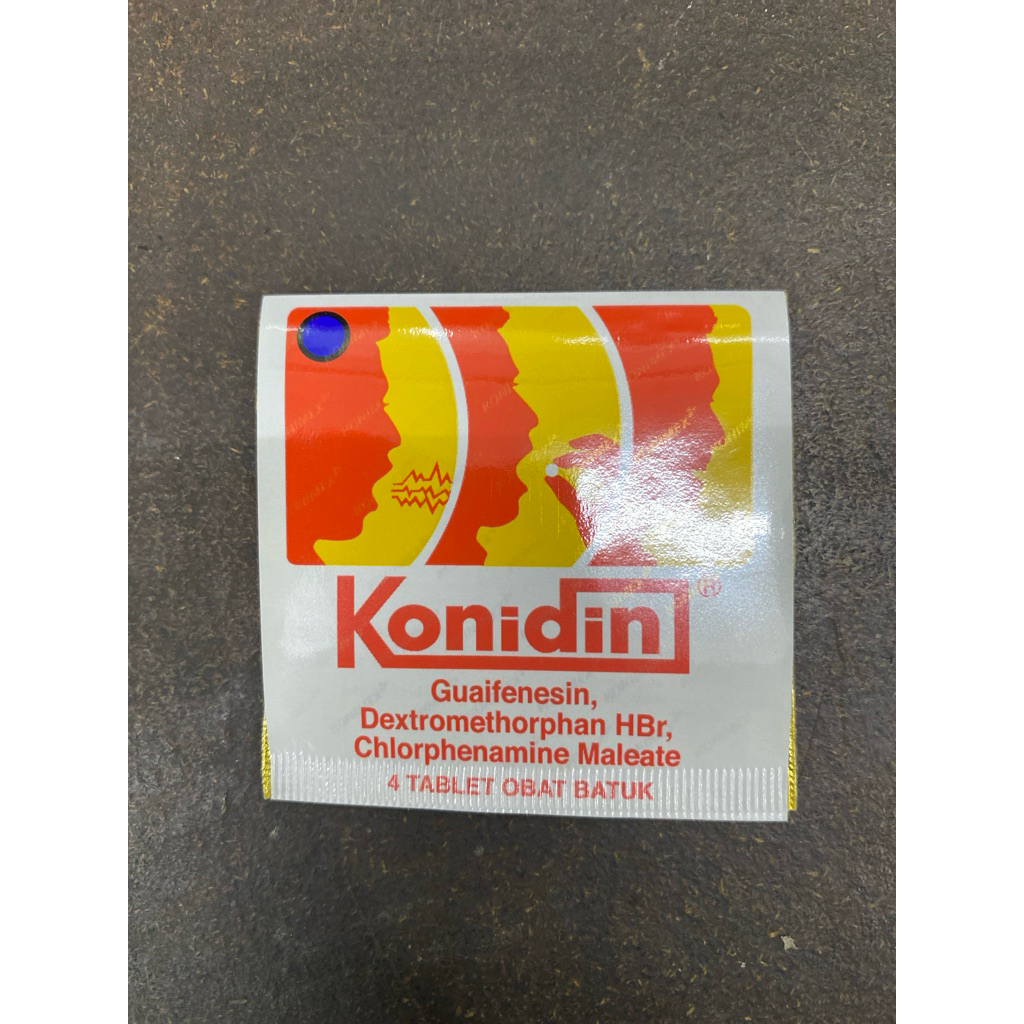 Konidin®
Guaifenesin,
Dextromethorphan HBr,
Chlorphenamine Maleate
4 TABLET OBAT BATUK